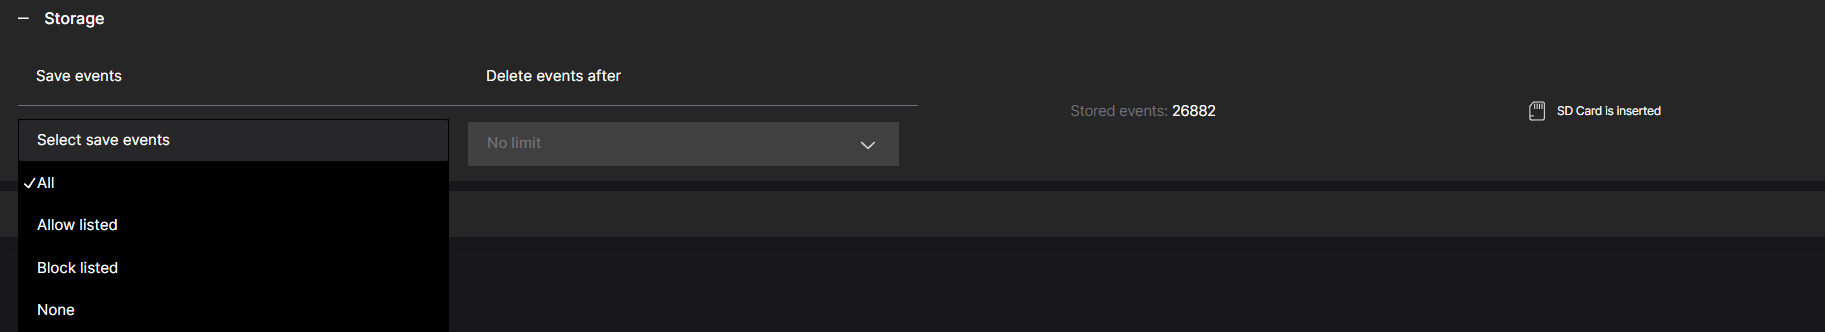 Storage
Save events
Delete events after
Stored events: 26882
SD Card is inserted
Select save events
No limit
All
Allow listed
Block listed
None